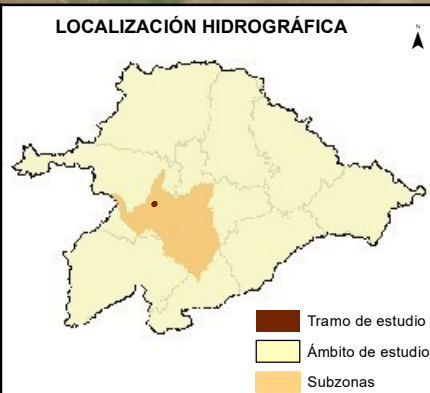 LOCALIZACIÓN HIDROGRÁFICA
N
Tramo de estudio
Ámbito de estudio
Subzonas